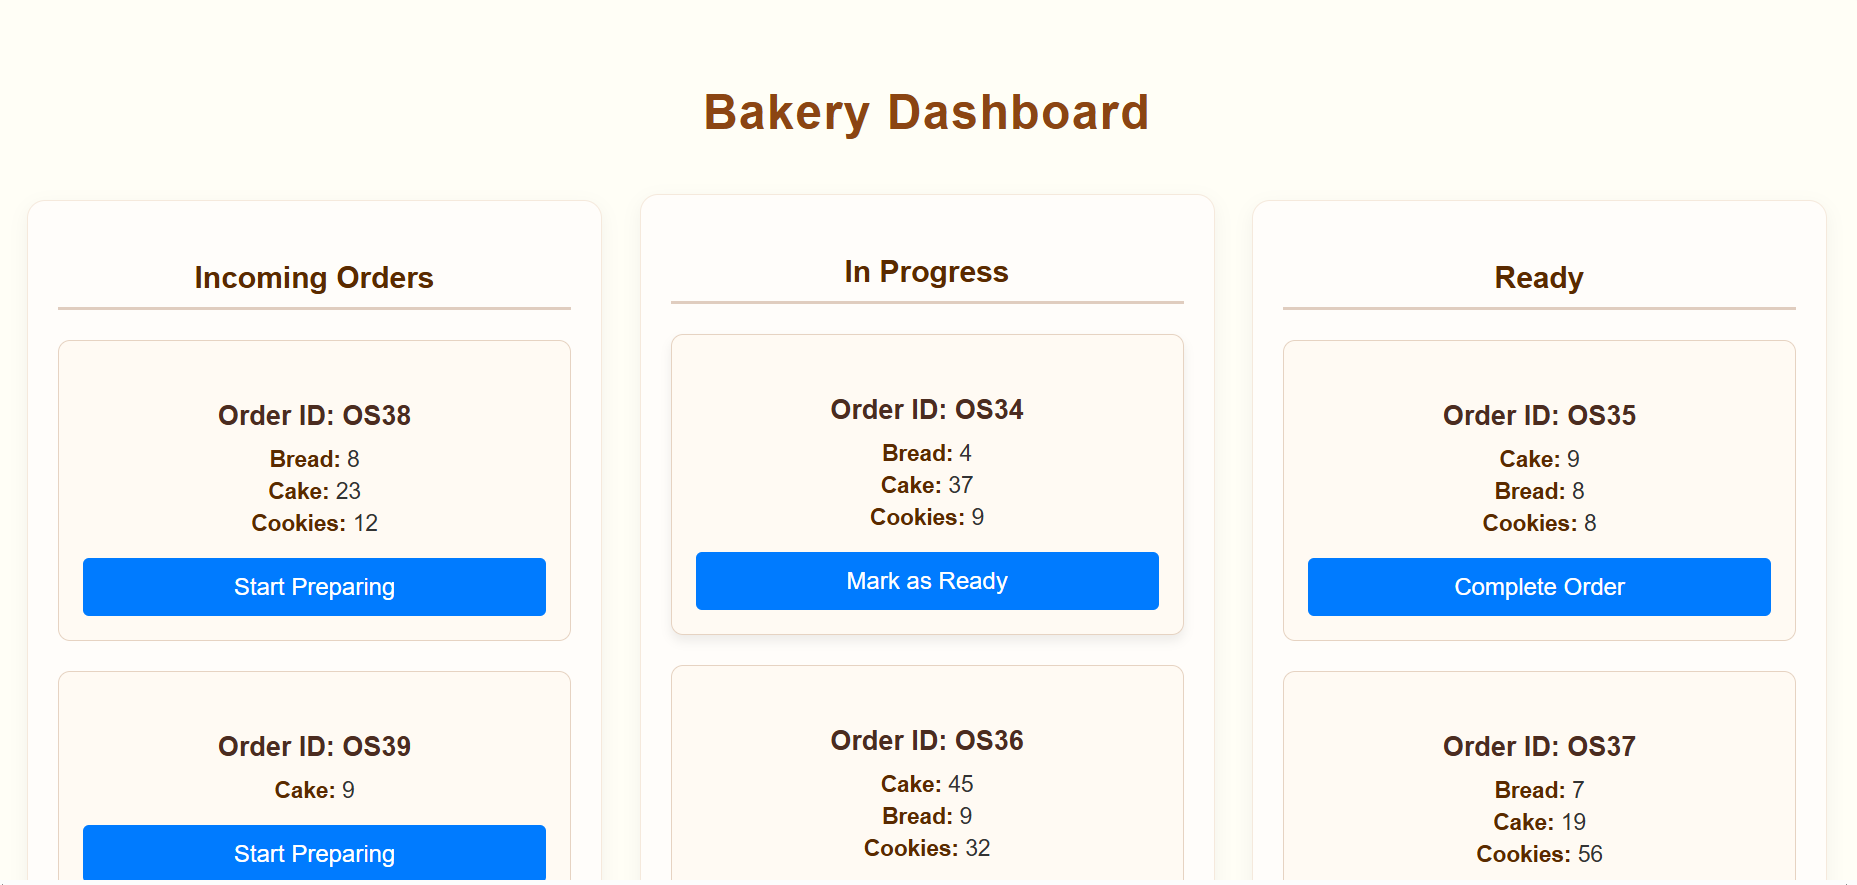 Bakery Dashboard
Incoming Orders
Order ID: OS38
Bread: 8
Cake: 23
Cookies: 12
Start Preparing
Order ID: OS39
Cake: 9
Start Preparing
In Progress
Order ID: OS34
Bread: 4
Cake: 37
Cookies: 9
Mark as Ready
Order ID: OS36
Cake: 45
Bread: 9
Cookies: 32
Ready
Order ID: OS35
Cake: 9
Bread: 8
Cookies: 8
Complete Order
Order ID: OS37
Bread: 7
Cake: 19
Cookies: 56